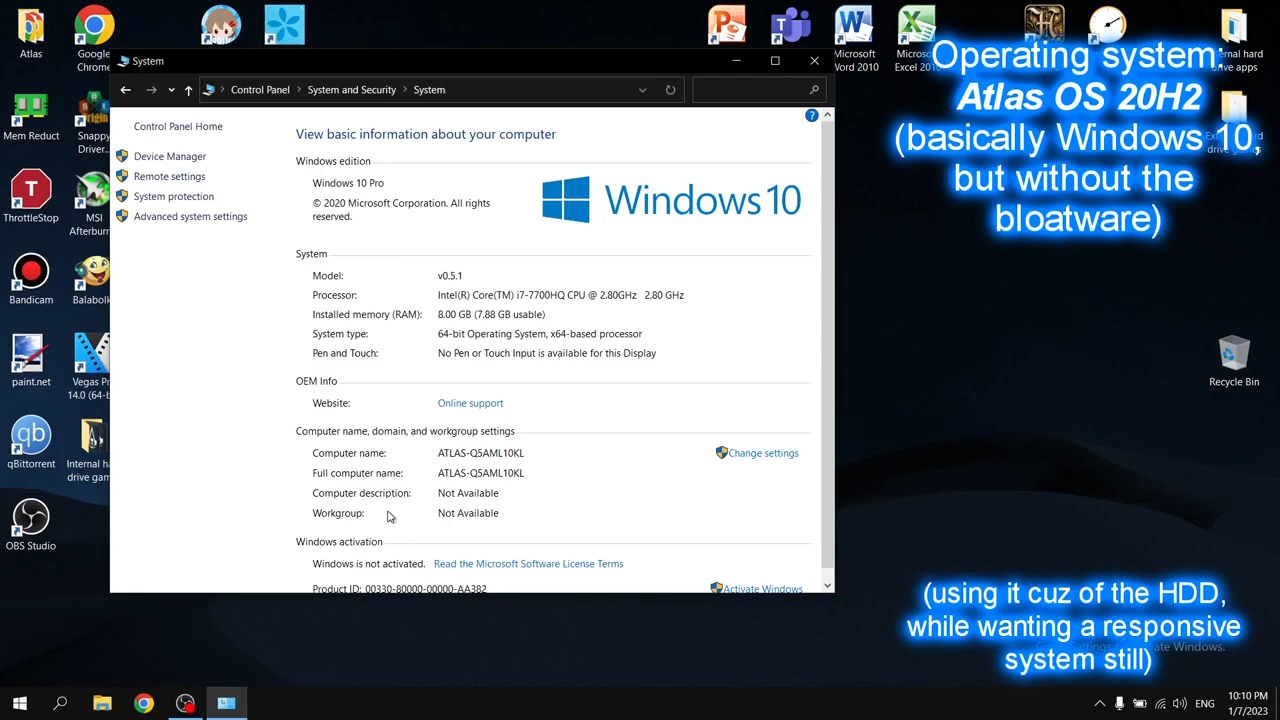 Atlas
Google
Chrome
Microsoft
Word 2010
Mem Reduct
Snappy
Driver...
ThrottleStop
MSI
Afterburn
Bandicam
Balabolk
paint.net
Vegas Pr
14.0 (64-b
qBittorrent
Internal h
drive gam
OBS Studio
System
Control Panel
System and Security
System
Control Panel Home
Device Manager
Remote settings
System protection
Advanced system settings
View basic information about your computer
Windows edition
Windows 10 Pro
© 2020 Microsoft Corporation. All rights
reserved.
Windows 10
System
Model: v0.5.1
Processor: Intel(R) Core(TM) i7-7700HQ CPU @ 2.80GHz 2.80 GHz
Installed memory (RAM): 8.00 GB (7.88 GB usable)
System type: 64-bit Operating System, x64-based processor
Pen and Touch: No Pen or Touch Input is available for this Display
OEM Info
Website: Online support
Computer name, domain, and workgroup settings
Computer name: ATLAS-Q5AML10KL
Change settings
Full computer name: ATLAS-Q5AML10KL
Computer description: Not Available
Workgroup: Not Available
Windows activation
Windows is not activated. Read the Microsoft Software License Terms
Product ID: 00330-80000-00000-AA382
Activate Windows
Operating system:
Atlas OS 20H2
(basically Windows 10,
but without the
bloatware)
Recycle Bin
(using it cuz of the HDD,
while wanting a responsive
system still)
ENG
10:10 PM
1/7/2023